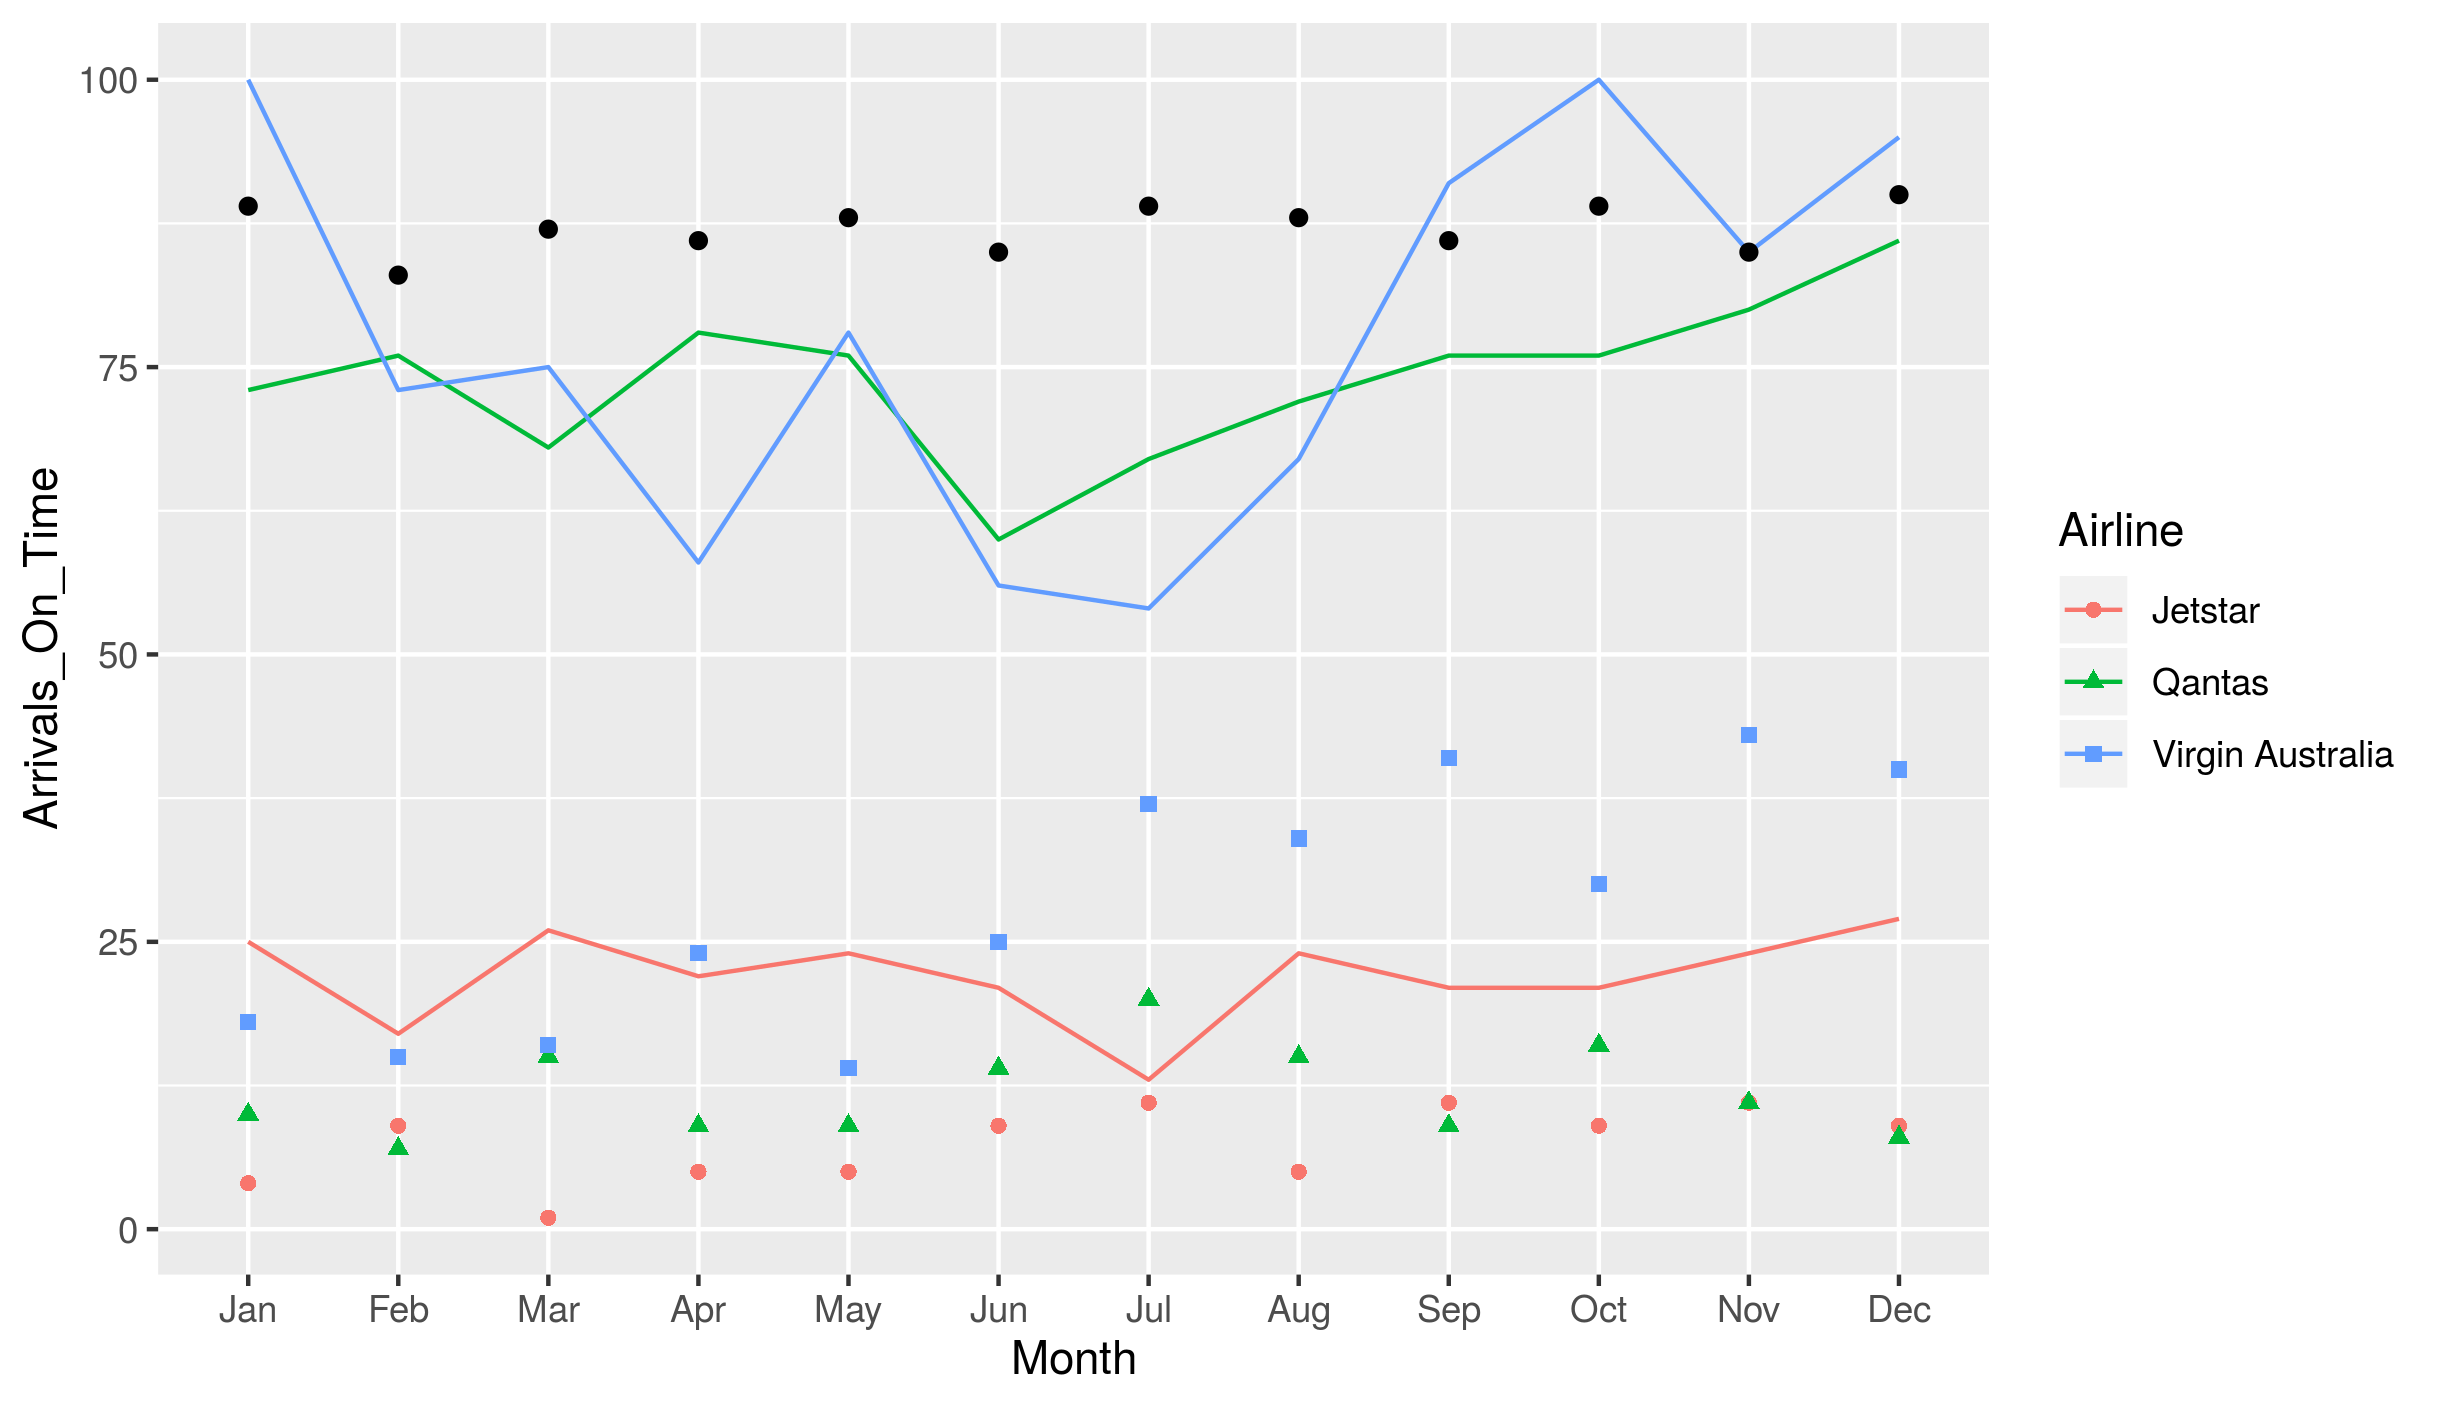 Arrivals_On_Time
100
75
50
25
0
Jan Feb Mar Apr May Jun Jul Aug Sep Oct Nov Dec
Month
Airline
Jetstar
Qantas
Virgin Australia